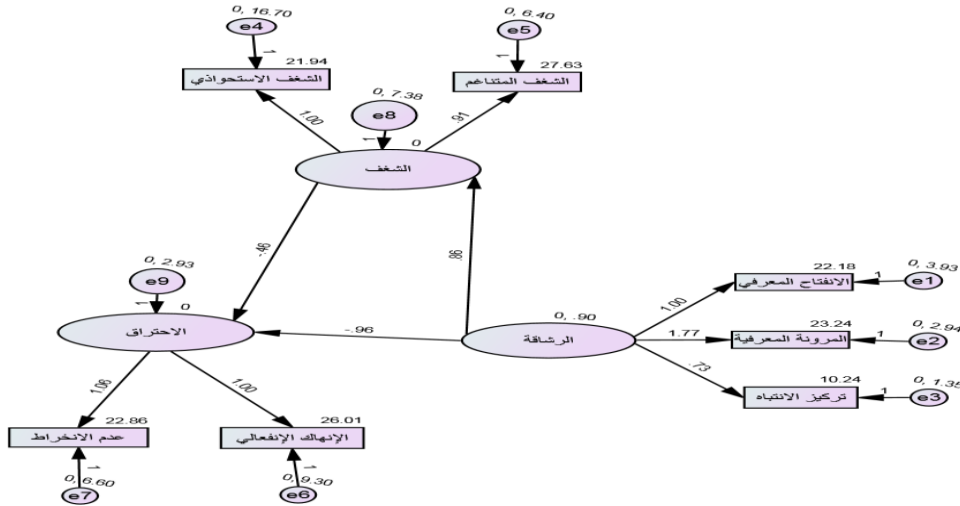 0, 16.70
e4
1
21.94
الشغف الاستحواذي
0, 6.40
e5
1
27.63
الشغف المتناغم
1.00
.91
0, 7.38
e8
1
0
الشغف
-.46
.86
0, 2.93
e9
1
0
الاحتراق
-.96
0, .90
الرشاقة
1.00
1.77
.73
22.18
الانفتاح المعرفي
1
0, 3.93
e1
23.24
المرونة المعرفية
1
0, 2.94
e2
10.24
تركيز الانتباه
1
0, 1.35
e3
1.06
1.00
22.86
عدم الانخراط
1
0, 6.60
e7
26.01
الإنهاك الإنفعالي
1
0, 9.30
e6